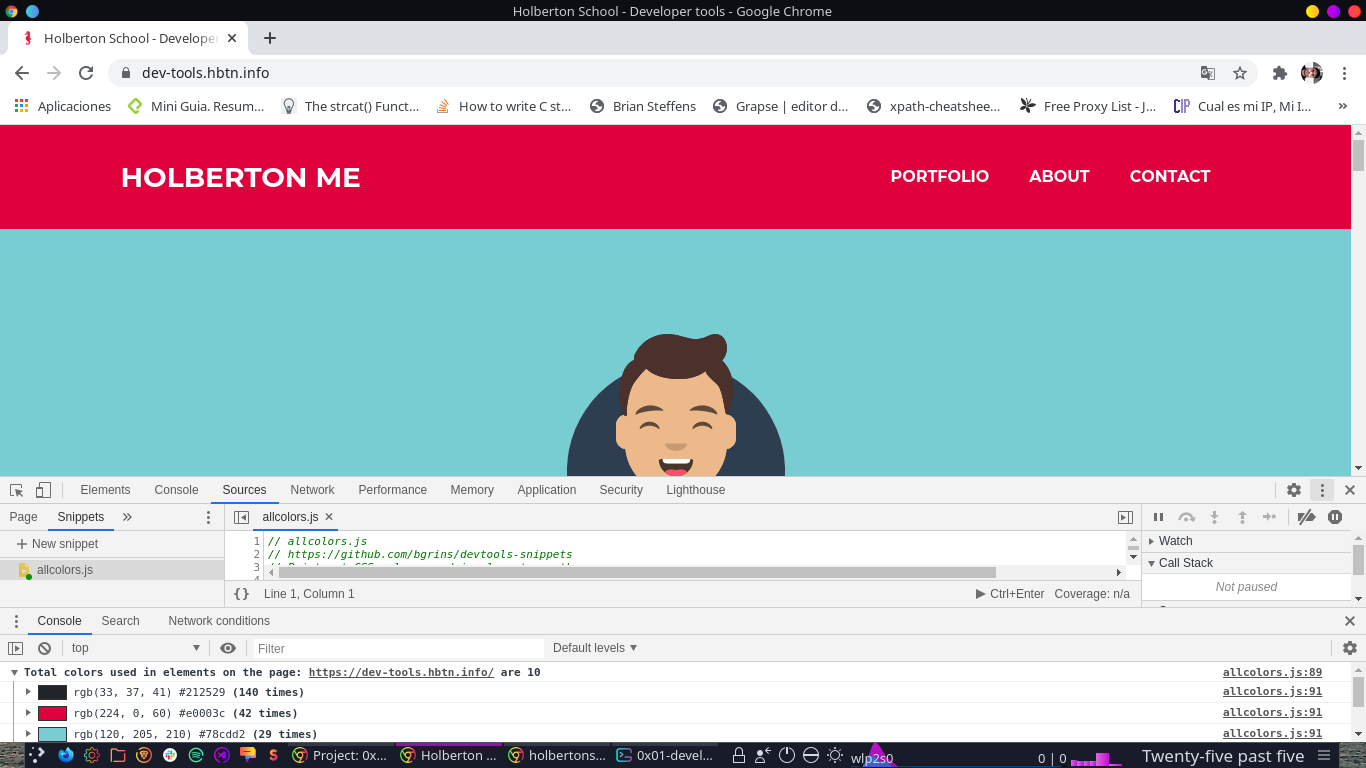 Holberton School - Developer tools - Google Chrome
Holberton School - Develope
dev-tools.hbtn.info
Aplicaciones Mini Guia. Resum... The strcat() Funct... How to write C st... Brian Steffens Grapse | editor d... xpath-cheatshee... Free Proxy List - J... Cual es mi IP, Mi I... »
HOLBERTON ME PORTFOLIO ABOUT CONTACT
Elements Console Sources Network Performance Memory Application Security Lighthouse
Page Snippets » allcolors.js
+ New snippet
allcolors.js
1 // allcolors.js
2 // https://github.com/bgrins/devtools-snippets
3
4
{} Line 1, Column 1 Ctrl+Enter Coverage: n/a
Watch
Call Stack
Not paused
Console Search Network conditions
top Filter Default levels
Total colors used in elements on the page: https://dev-tools.hbtn.info/ are 10 allcolors.js:89
rgb(33, 37, 41) #212529 (140 times) allcolors.js:91
rgb(224, 0, 60) #e0003c (42 times) allcolors.js:91
rgb(120, 205, 210) #78cdd2 (29 times) allcolors.js:91
Project: 0x... Holberton ... holbertons... 0x01-devel... wlp2s0 0 | 0 Twenty-five past five